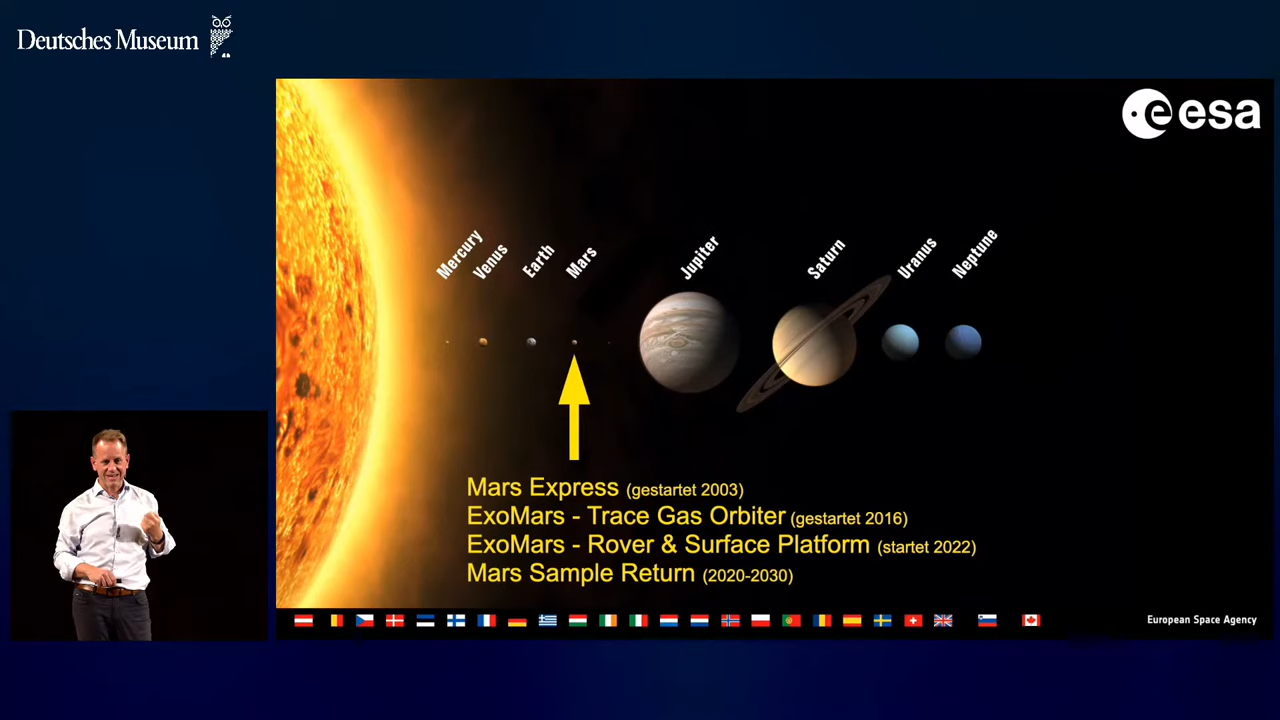 Deutsches Museum
esa
Mercury
Venus
Earth
Mars
Jupiter
Saturn
Uranus
Neptune
Mars Express (gestartet 2003)
ExoMars - Trace Gas Orbiter (gestartet 2016)
ExoMars - Rover & Surface Platform (startet 2022)
Mars Sample Return (2020-2030)
European Space Agency